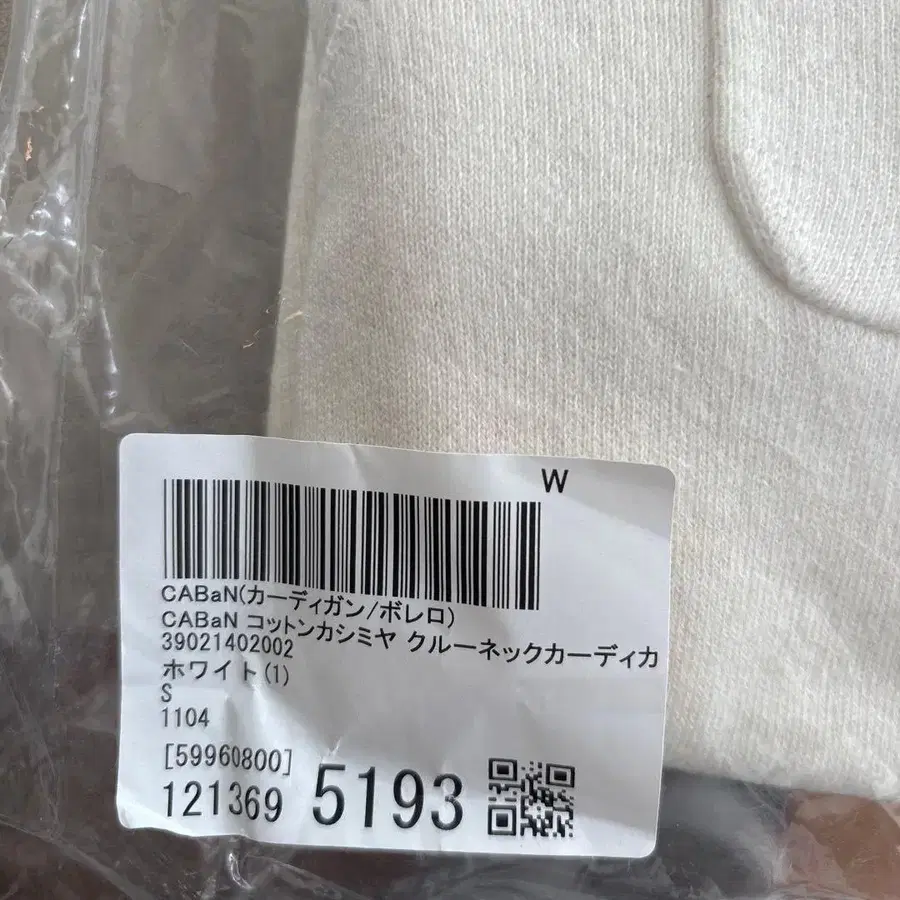 W
CABaN(カーディガン/ボレロ)
CABaN コットンカシミヤ クルーネックカーディカ
39021402002
ホワイト(1)
S
1104
[59960800]
121369 5193